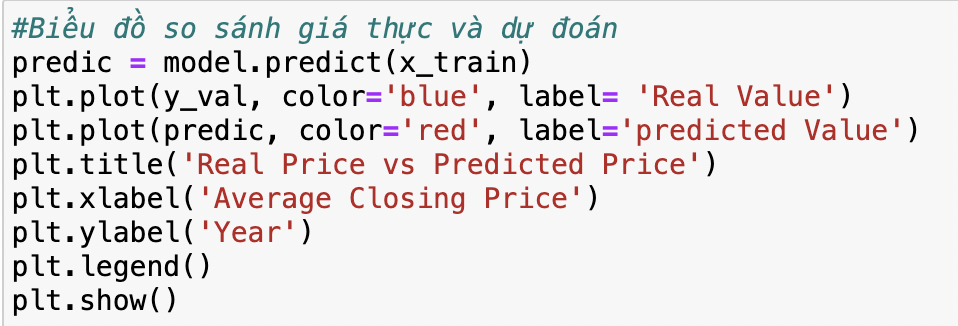 #Biểu đồ so sánh giá thực và dự đoán
predic = model.predict(x_train)
plt.plot(y_val, color='blue', label= 'Real Value')
plt.plot(predic, color='red', label='predicted Value')
plt.title('Real Price vs Predicted Price')
plt.xlabel('Average Closing Price')
plt.ylabel('Year')
plt.legend()
plt.show()